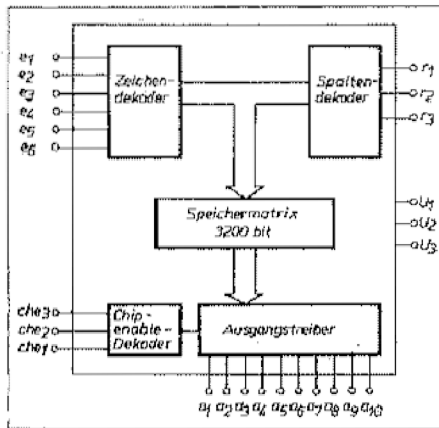 e1
e2
e3
e4
e5
e6
Zeichen-
dekoder
Spalten-
dekoder
r1
r2
r3
Speichermatrix
3200 bit
U1
U2
U3
che3
che2
che1
Chip-
enable-
Dekoder
Ausgangstreiber
a1 a2 a3 a4 a5 a6 a7 a8 a9 a10